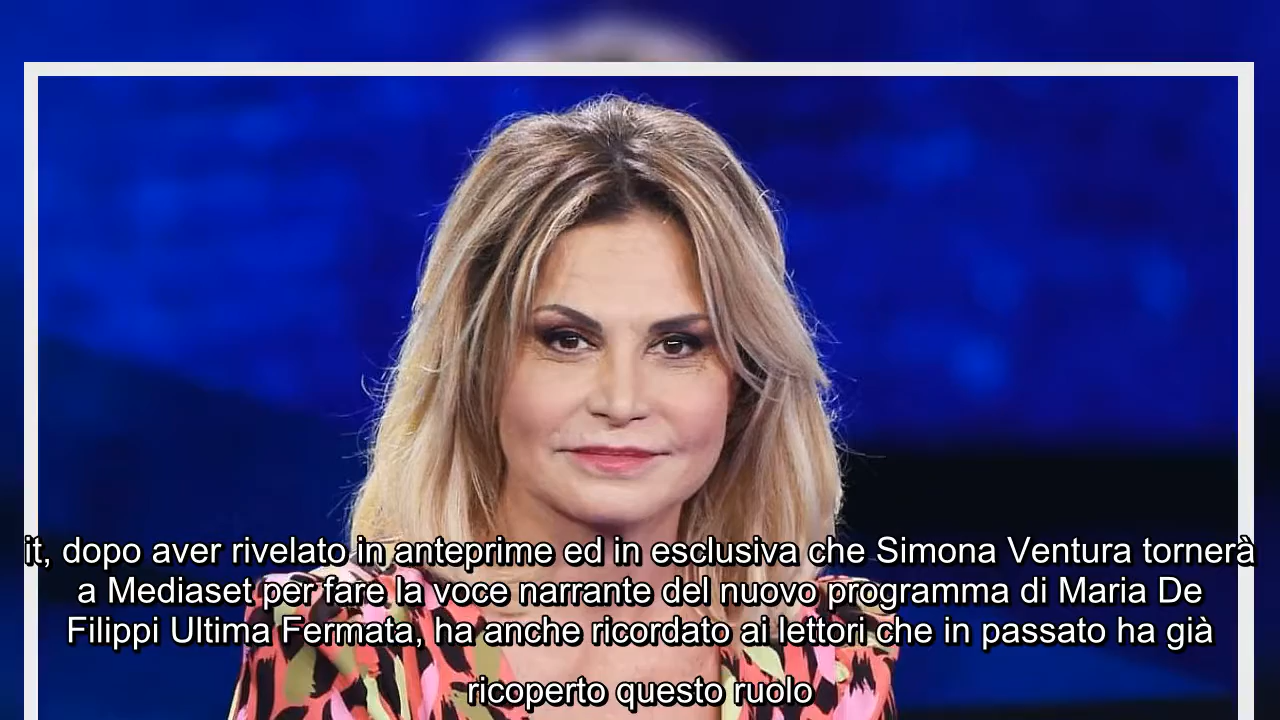 it, dopo aver rivelato in anteprime ed in esclusiva che Simona Ventura tornerà
a Mediaset per fare la voce narrante del nuovo programma di Maria De
Filippi Ultima Fermata, ha anche ricordato ai lettori che in passato ha già
ricoperto questo ruolo